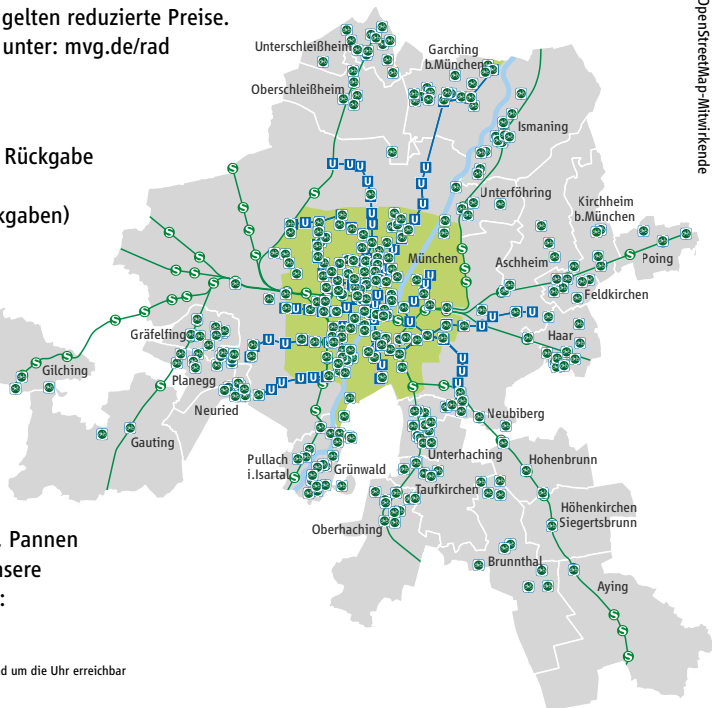 gelten reduzierte Preise.
unter: mvg.de/rad
OpenStreetMap-Mitwirkende
Rückgabe
kgaben)
Unterschleißheim
Garching
b.München
Oberschleißheim
Ismaning
Unterföhring
Kirchheim
b.München
München
Aschheim
Poing
Feldkirchen
Gräfelfing
Haar
Gilching
Planegg
Neuried
Neubiberg
Gauting
Unterhaching
Hohenbrunn
Pullach
i.Isartal
Grünwald
Taufkirchen
Höhenkirchen
Siegertsbrunn
Oberhaching
Brunnthal
Aying
Pannen
nsere
:
d um die Uhr erreichbar